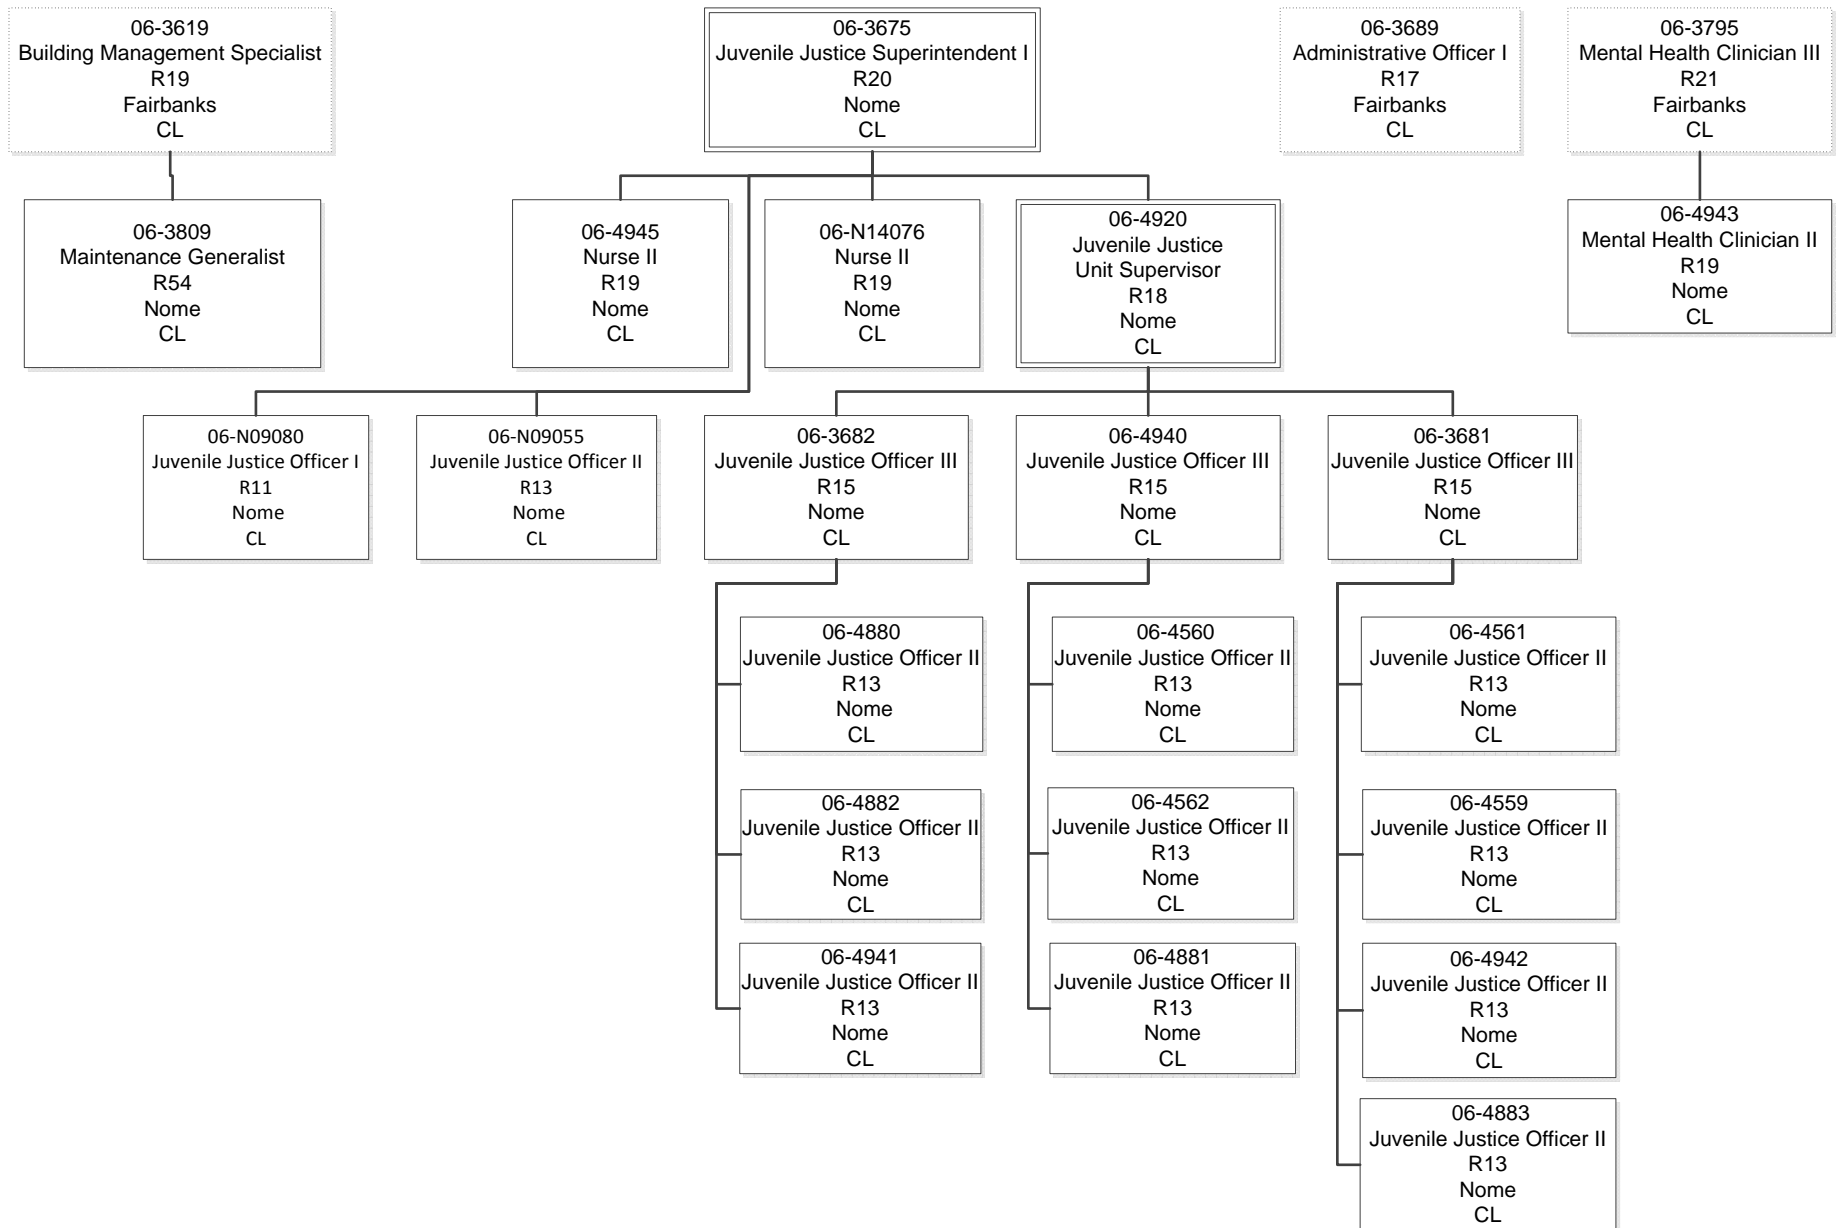 06-3619
Building Management Specialist
R19
Fairbanks
CL
06-3675
Juvenile Justice Superintendent I
R20
Nome
CL
06-3689
Administrative Officer I
R17
Fairbanks
CL
06-3795
Mental Health Clinician III
R21
Fairbanks
CL
06-3809
Maintenance Generalist
R54
Nome
CL
06-4945
Nurse II
R19
Nome
CL
06-N14076
Nurse II
R19
Nome
CL
06-4920
Juvenile Justice
Unit Supervisor
R18
Nome
CL
06-4943
Mental Health Clinician II
R19
Nome
CL
06-N09080
Juvenile Justice Officer I
R11
Nome
CL
06-N09055
Juvenile Justice Officer II
R13
Nome
CL
06-3682
Juvenile Justice Officer III
R15
Nome
CL
06-4940
Juvenile Justice Officer III
R15
Nome
CL
06-3681
Juvenile Justice Officer III
R15
Nome
CL
06-4880
Juvenile Justice Officer II
R13
Nome
CL
06-4560
Juvenile Justice Officer II
R13
Nome
CL
06-4561
Juvenile Justice Officer II
R13
Nome
CL
06-4882
Juvenile Justice Officer II
R13
Nome
CL
06-4562
Juvenile Justice Officer II
R13
Nome
CL
06-4559
Juvenile Justice Officer II
R13
Nome
CL
06-4941
Juvenile Justice Officer II
R13
Nome
CL
06-4881
Juvenile Justice Officer II
R13
Nome
CL
06-4942
Juvenile Justice Officer II
R13
Nome
CL
06-4883
Juvenile Justice Officer II
R13
Nome
CL